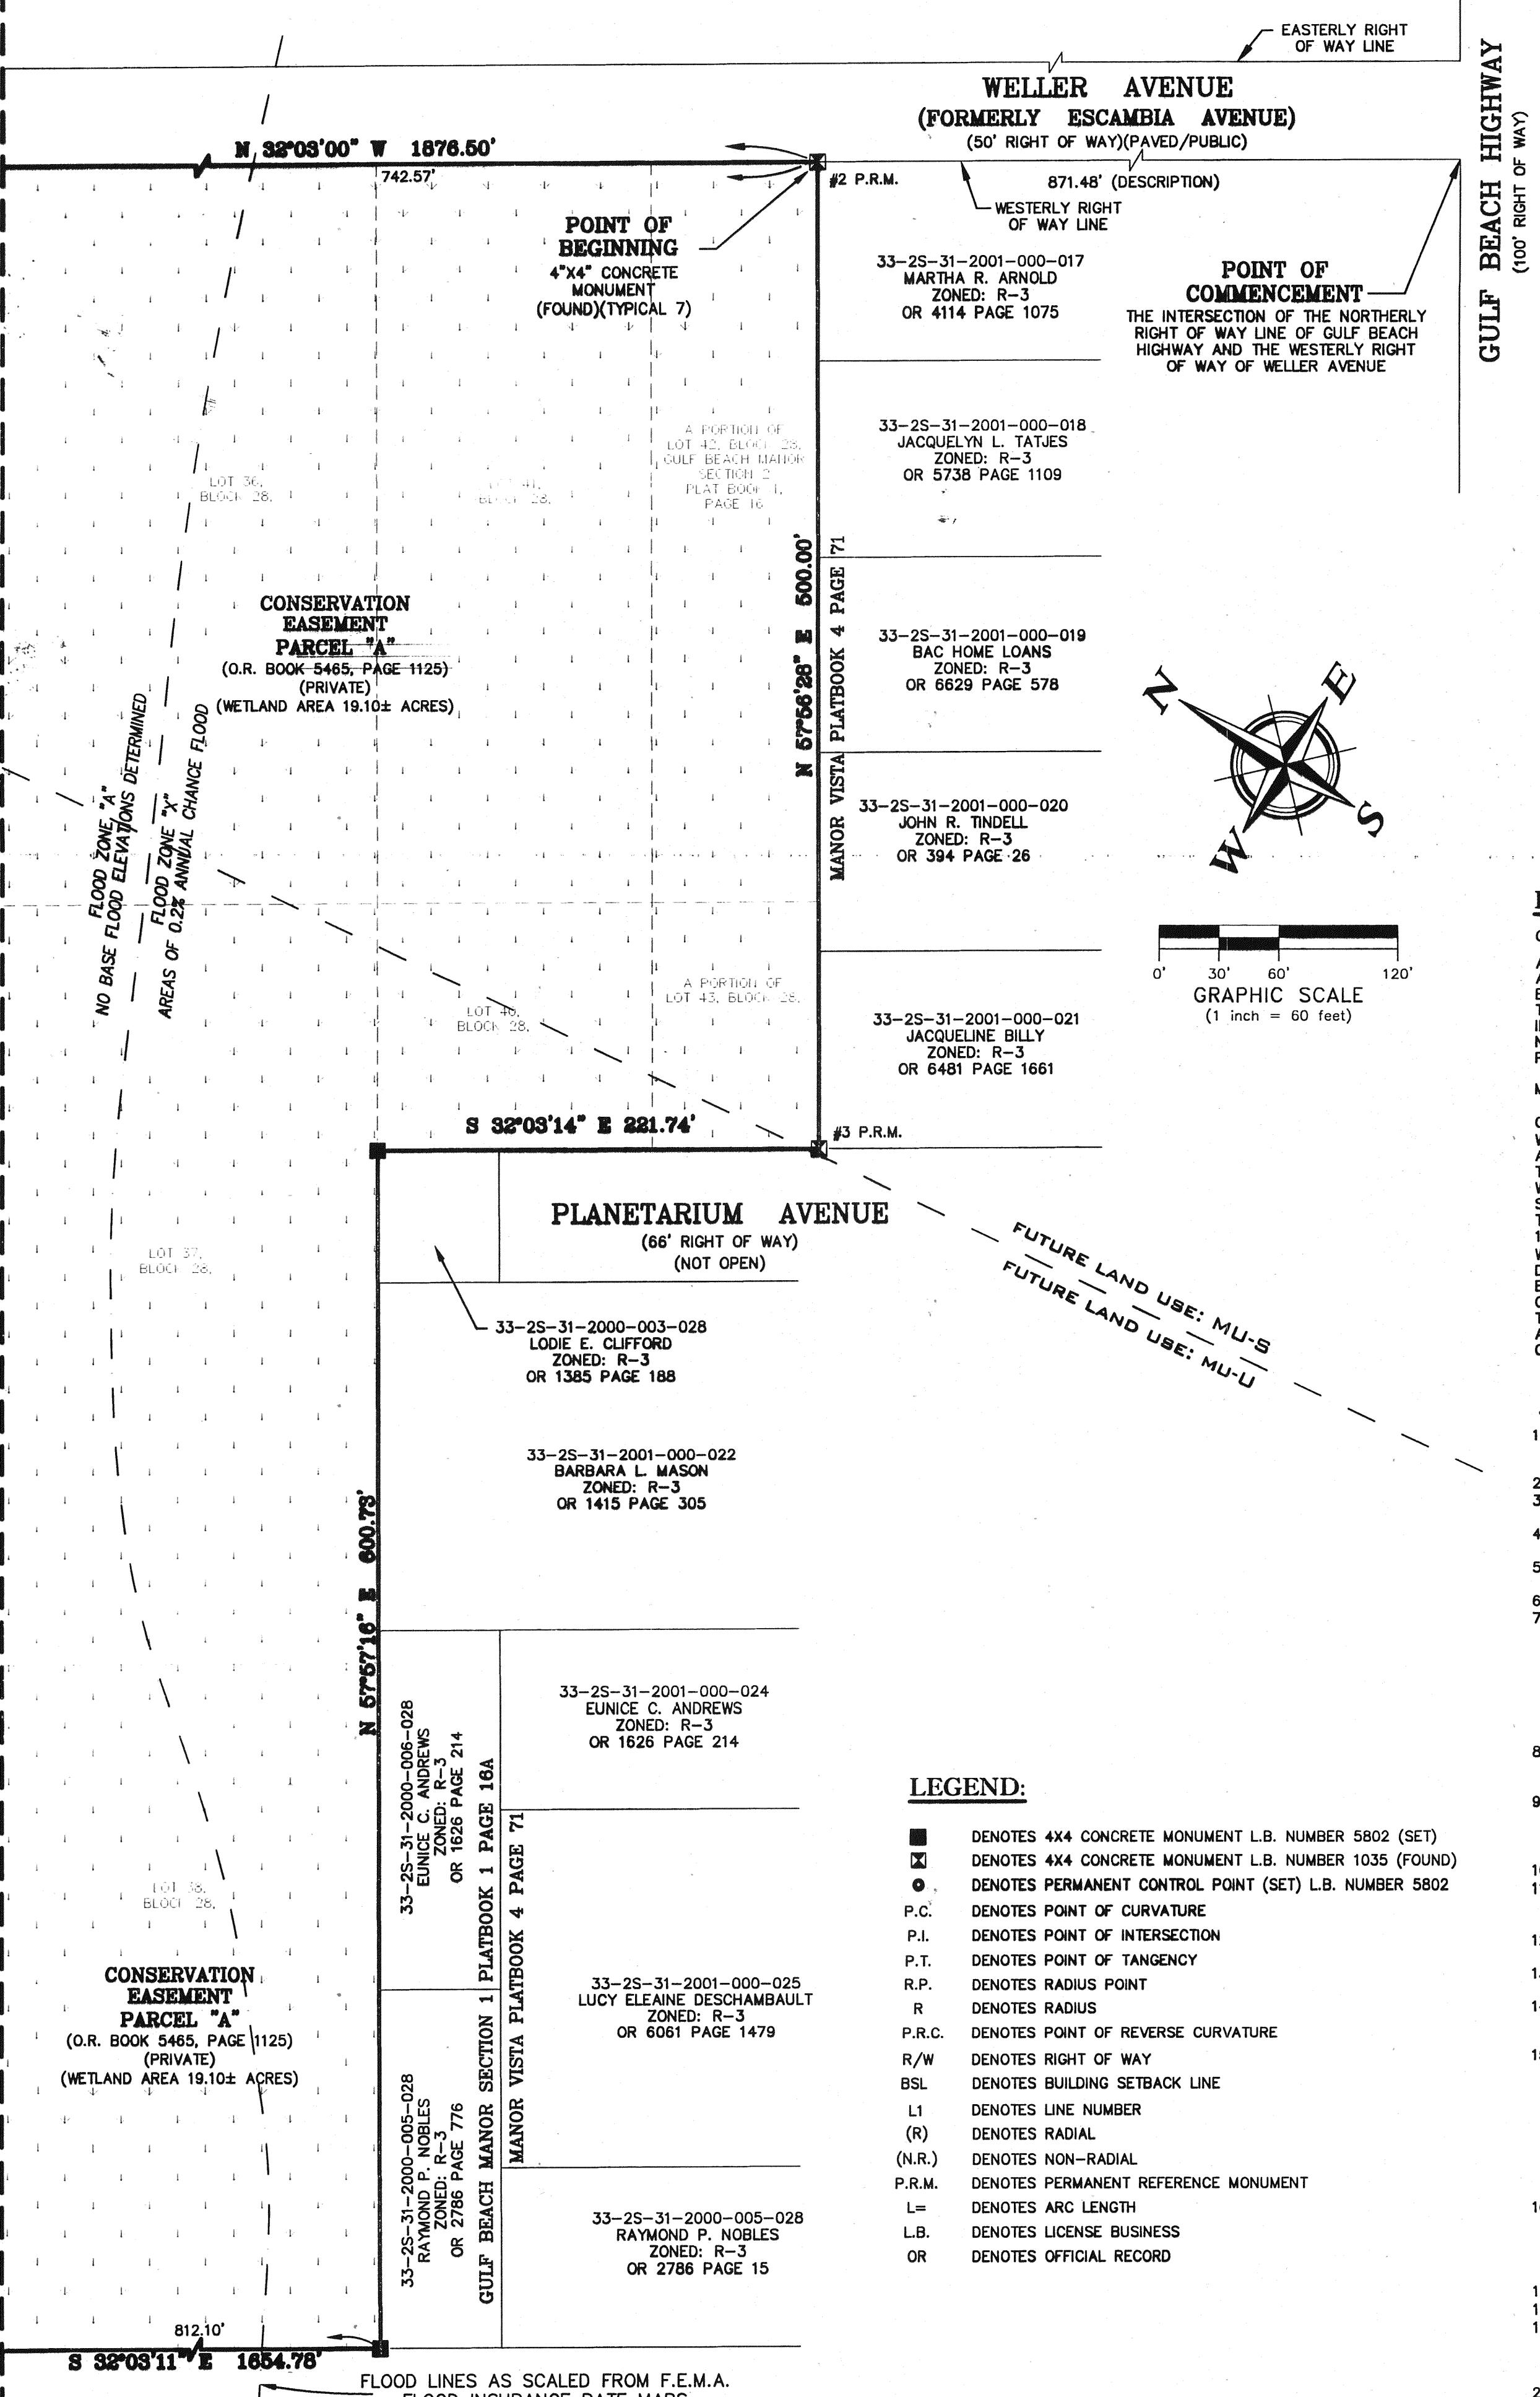 EASTERLY RIGHT
OF WAY LINE
WELLER AVENUE
(FORMERLY ESCAMBIA AVENUE)
(50' RIGHT OF WAY)(PAVED/PUBLIC)
GULF BEACH HIGHWAY
(100' RIGHT OF WAY)
N 32°03'00" W 1876.50'
742.57'
#2 P.R.M.
871.48' (DESCRIPTION)
WESTERLY RIGHT
OF WAY LINE
POINT OF
BEGINNING
4"X4" CONCRETE
MONUMENT
(FOUND)(TYPICAL 7)
33-2S-31-2001-000-017
MARTHA R. ARNOLD
ZONED: R-3
OR 4114 PAGE 1075
POINT OF
COMMENCEMENT
THE INTERSECTION OF THE NORTHERLY
RIGHT OF WAY LINE OF GULF BEACH
HIGHWAY AND THE WESTERLY RIGHT
OF WAY OF WELLER AVENUE
A PORTION OF
LOT 42, BLOCK 28,
GULF BEACH MANOR
SECTION 2
PLAT BOOK 1,
PAGE 16
33-2S-31-2001-000-018
JACQUELYN L. TATJES
ZONED: R-3
OR 5738 PAGE 1109
LOT 36,
BLOCK 28,
LOT 41,
BLOCK 28,
N 57°56'28" E 500.00'
MANOR VISTA PLATBOOK 4 PAGE 71
CONSERVATION
EASEMENT
PARCEL "A"
(O.R. BOOK 5465, PAGE 1125)
(PRIVATE)
(WETLAND AREA 19.10± ACRES)
33-2S-31-2001-000-019
BAC HOME LOANS
ZONED: R-3
OR 6629 PAGE 578
N
E
S
W
FLOOD ZONE "A"
NO BASE FLOOD ELEVATIONS DETERMINED
FLOOD ZONE "X"
AREAS OF 0.2% ANNUAL CHANCE FLOOD
33-2S-31-2001-000-020
JOHN R. TINDELL
ZONED: R-3
OR 394 PAGE 26
0' 30' 60' 120'
GRAPHIC SCALE
(1 inch = 60 feet)
A PORTION OF
LOT 43, BLOCK 28,
LOT 40,
BLOCK 28,
33-2S-31-2001-000-021
JACQUELINE BILLY
ZONED: R-3
OR 6481 PAGE 1661
S 32°03'14" E 221.74'
#3 P.R.M.
PLANETARIUM AVENUE
(66' RIGHT OF WAY)
(NOT OPEN)
FUTURE LAND USE: MU-S
FUTURE LAND USE: MU-U
LOT 37,
BLOCK 28,
33-2S-31-2000-003-028
LODIE E. CLIFFORD
ZONED: R-3
OR 1385 PAGE 188
33-2S-31-2001-000-022
BARBARA L. MASON
ZONED: R-3
OR 1415 PAGE 305
N 57°57'16" E 600.73'
33-2S-31-2000-006-028
EUNICE C. ANDREWS
ZONED: R-3
OR 1626 PAGE 214
33-2S-31-2001-000-024
EUNICE C. ANDREWS
ZONED: R-3
OR 1626 PAGE 214
GULF BEACH MANOR SECTION 1 PLATBOOK 1 PAGE 16A
MANOR VISTA PLATBOOK 4 PAGE 71
LOT 38,
BLOCK 28,
CONSERVATION
EASEMENT
PARCEL "A"
(O.R. BOOK 5465, PAGE 1125)
(PRIVATE)
(WETLAND AREA 19.10± ACRES)
33-2S-31-2001-000-025
LUCY ELEAINE DESCHAMBAULT
ZONED: R-3
OR 6061 PAGE 1479
33-2S-31-2000-005-028
RAYMOND P. NOBLES
ZONED: R-3
OR 2786 PAGE 776
33-2S-31-2000-005-028
RAYMOND P. NOBLES
ZONED: R-3
OR 2786 PAGE 15
LEGEND:
DENOTES 4X4 CONCRETE MONUMENT L.B. NUMBER 5802 (SET)
DENOTES 4X4 CONCRETE MONUMENT L.B. NUMBER 1035 (FOUND)
DENOTES PERMANENT CONTROL POINT (SET) L.B. NUMBER 5802
P.C. DENOTES POINT OF CURVATURE
P.I. DENOTES POINT OF INTERSECTION
P.T. DENOTES POINT OF TANGENCY
R.P. DENOTES RADIUS POINT
R DENOTES RADIUS
P.R.C. DENOTES POINT OF REVERSE CURVATURE
R/W DENOTES RIGHT OF WAY
BSL DENOTES BUILDING SETBACK LINE
L1 DENOTES LINE NUMBER
(R) DENOTES RADIAL
(N.R.) DENOTES NON-RADIAL
P.R.M. DENOTES PERMANENT REFERENCE MONUMENT
L= DENOTES ARC LENGTH
L.B. DENOTES LICENSE BUSINESS
OR DENOTES OFFICIAL RECORD
812.10'
S 32°03'11" E 1654.78'
FLOOD LINES AS SCALED FROM F.E.M.A.
FLOOD INSURANCE RATE MAPS